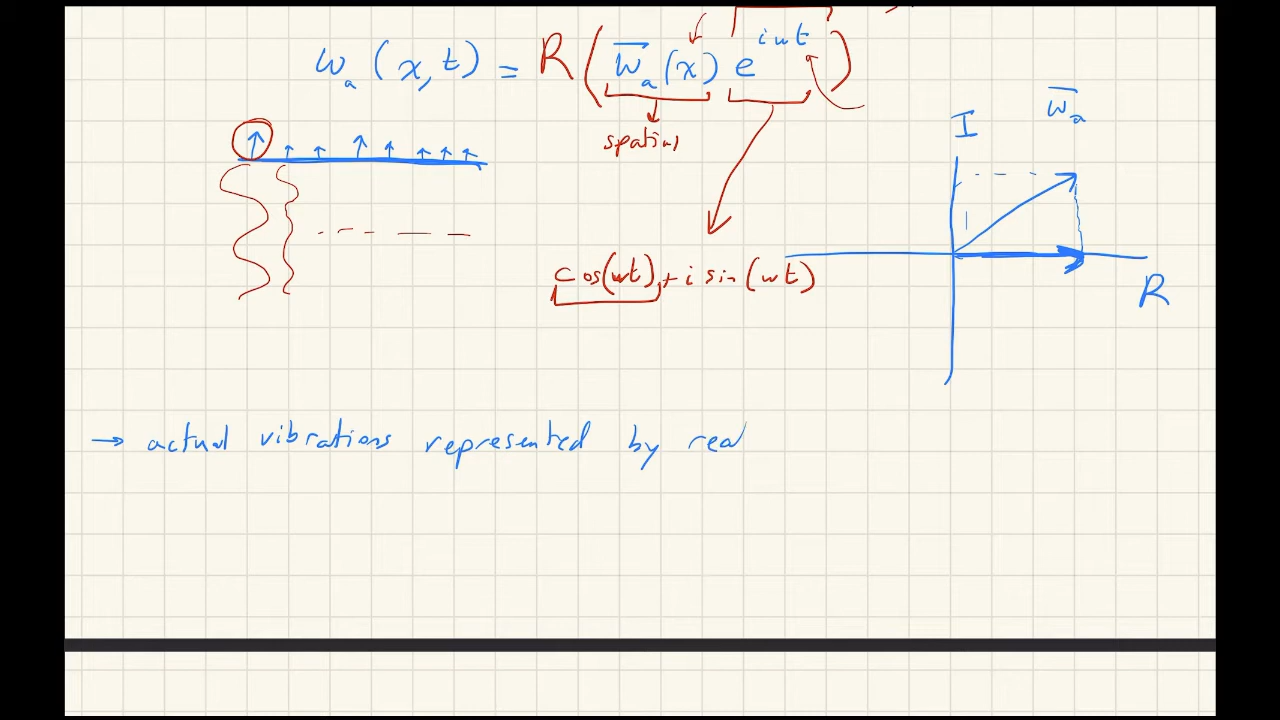 w_a (x,t) = R ( w̅_a(x) e^{iωt} )
w̅_a
I
spatial
cos(ωt) + i sin(ωt)
R
→ actual vibrations represented by real